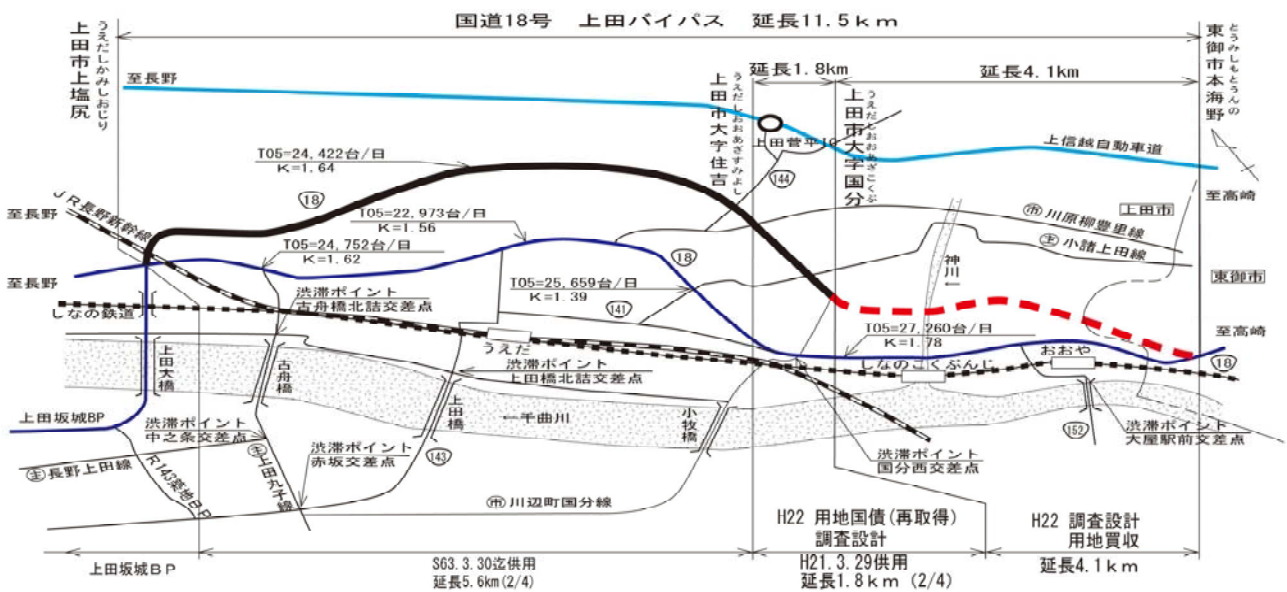 国道18号 上田バイパス 延長11.5km
上田市上塩尻
うえだしかみしおじり
至長野
延長1.8km
延長4.1km
上田市大字住吉
うえだしおおあざすみよし
上田市大字国分
うえだしおおあざこくぶ
東御市本海野
とうみしもとうんの
上田菅平IC
上信越自動車道
144
T05=24,422台/日
K=1.64
18
至長野
JR長野新幹線
T05=22,973台/日
K=1.56
T05=24,752台/日
K=1.62
18
市 川原柳豊里線
上田市
至高崎
主 小諸上田線
神川→
東御市
至長野
しなの鉄道
渋滞ポイント
古舟橋北詰交差点
T05=25,659台/日
K=1.39
141
T05=27,260台/日
K=1.78
至高崎
18
うえだ
しなのこくぶんじ
おおや
上田大橋
古舟橋
渋滞ポイント
上田橋北詰交差点
上田橋
←千曲川
小牧橋
上田坂城BP
渋滞ポイント
中之条交差点
渋滞ポイント
赤坂交差点
143
152
渋滞ポイント
大屋駅前交差点
渋滞ポイント
国分西交差点
主 長野上田線
R143築地BP
主 上田丸子線
市 川辺町国分線
H22 用地国債(再取得)
調査設計
H22 調査設計
用地買収
上田坂城BP
S63.3.30迄供用
延長5.6km(2/4)
H21.3.29供用
延長1.8km (2/4)
延長4.1km